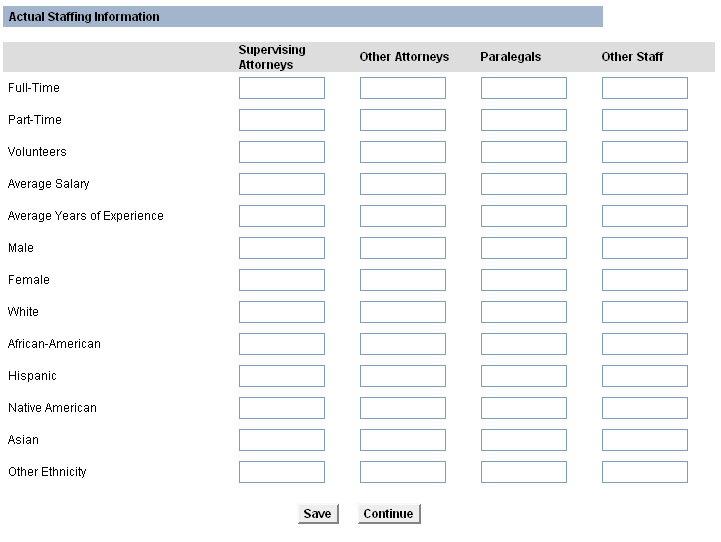 Actual Staffing Information
Supervising
Attorneys
Other Attorneys
Paralegals
Other Staff
Full-Time
Part-Time
Volunteers
Average Salary
Average Years of Experience
Male
Female
White
African-American
Hispanic
Native American
Asian
Other Ethnicity
Save
Continue